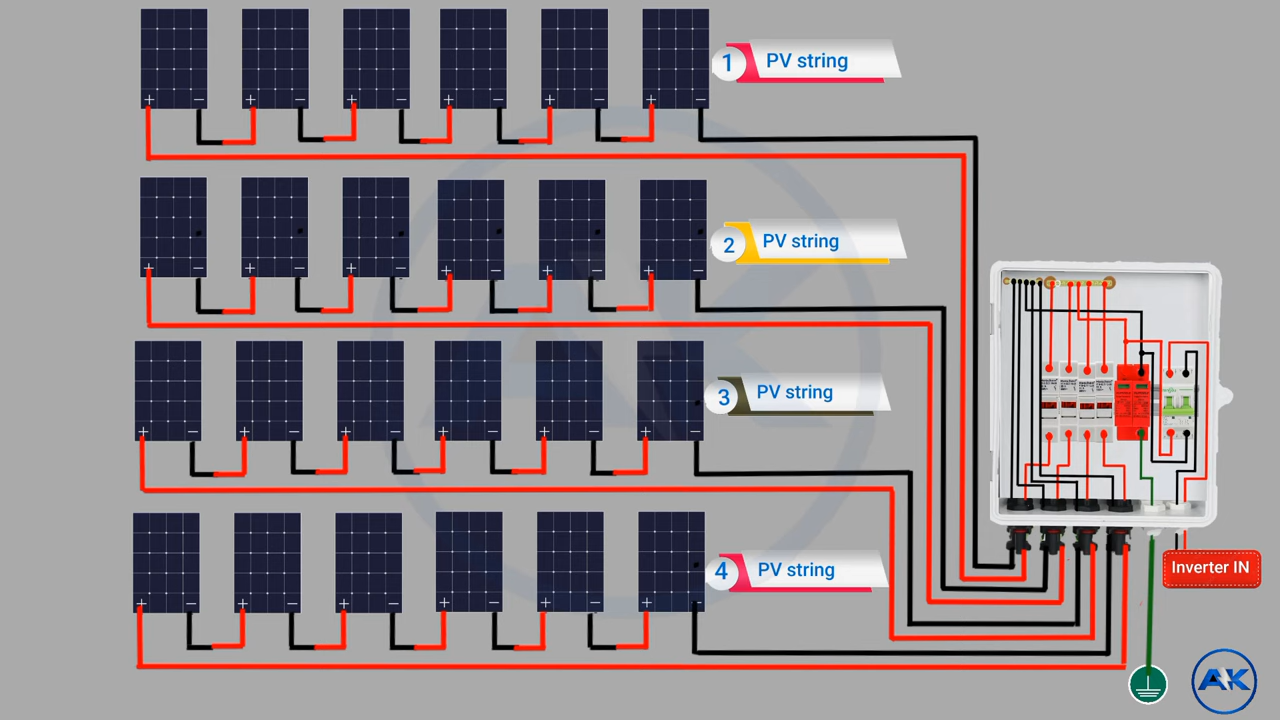 1 PV string
2 PV string
3 PV string
4 PV string
Inverter IN
AK